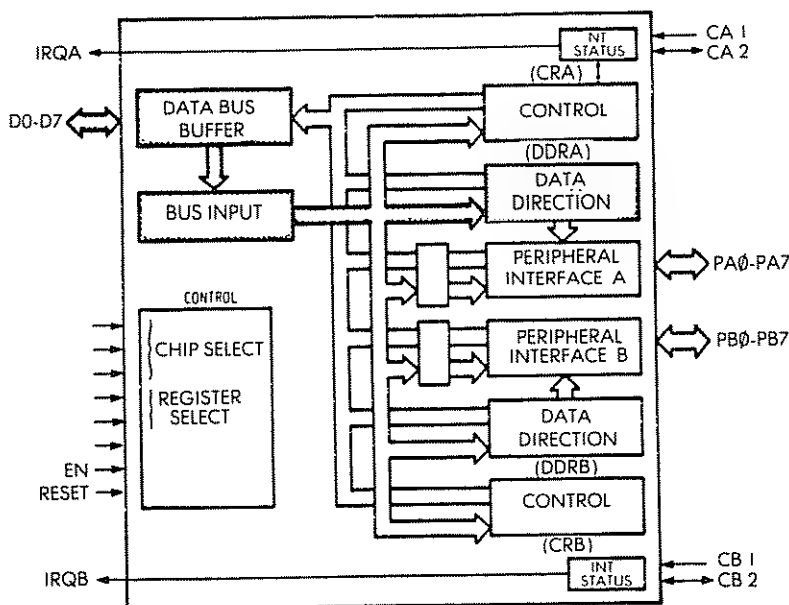 IRQA
NT
STATUS
CA 1
CA 2
(CRA)
D0-D7
DATA BUS
BUFFER
CONTROL
(DDRA)
BUS INPUT
DATA
DIRECTION
PERIPHERAL
INTERFACE A
PAØ-PA7
CONTROL
CHIP SELECT
REGISTER
SELECT
PERIPHERAL
INTERFACE B
PBØ-PB7
DATA
DIRECTION
(DDRB)
EN
RESET
CONTROL
(CRB)
IRQB
INT
STATUS
CB 1
CB 2